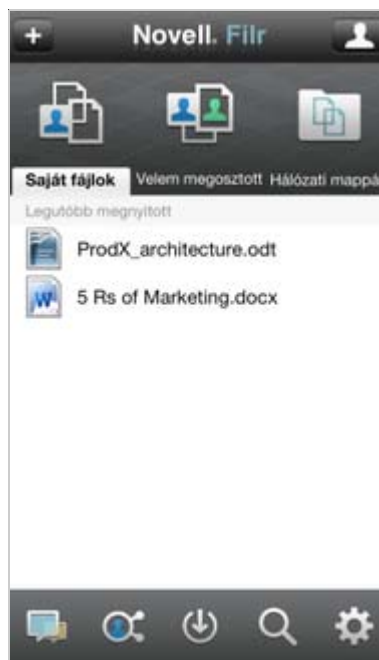 Novell. Filr
Saját fájlok Velem megosztott Hálózati mappá
Legutóbb megnyitott
ProdX_architecture.odt
5 Rs of Marketing.docx